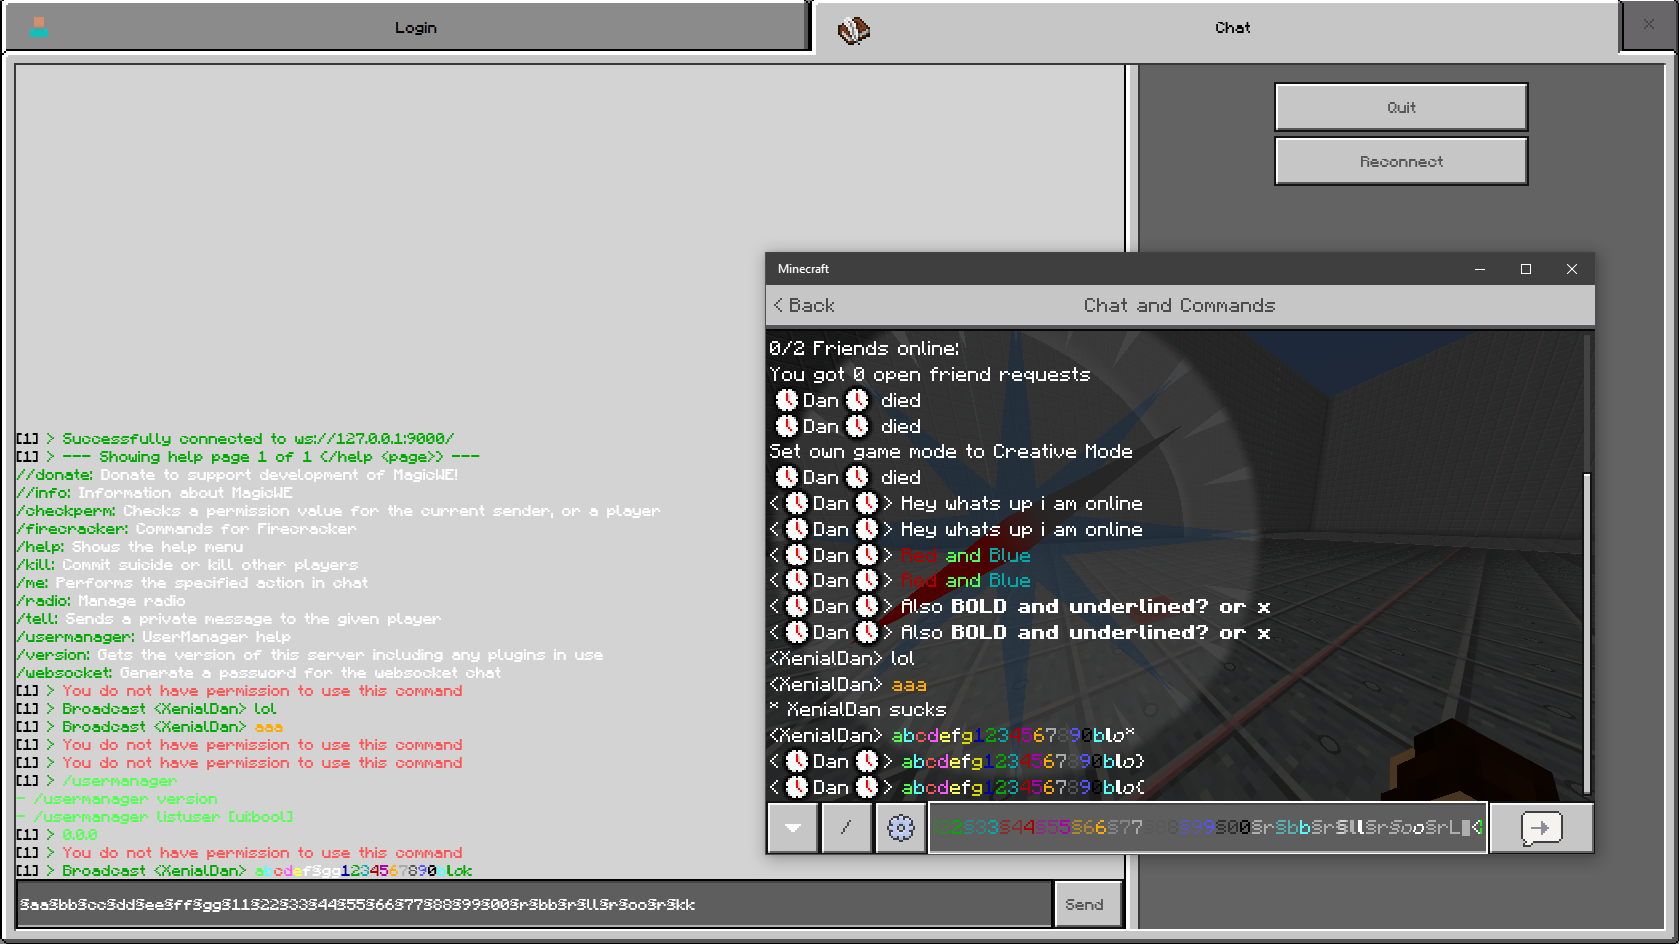 Login
Chat
Quit
Reconnect
[1] > Successfully connected to ws://127.0.0.1:9000/
[1] > --- Showing help page 1 of 1 (/help <page>) ---
//donate: Donate to support development of MagicWE!
//info: Information about MagicWE
/checkperm: Checks a permission value for the current sender, or a player
/firecracker: Commands for Firecracker
/help: Shows the help menu
/kill: Commit suicide or kill other players
/me: Performs the specified action in chat
/radio: Manage radio
/tell: Sends a private message to the given player
/usermanager: UserManager help
/version: Gets the version of this server including any plugins in use
/websocket: Generate a password for the websocket chat
[1] > You do not have permission to use this command
[1] > Broadcast <XenialDan> lol
[1] > Broadcast <XenialDan> aaa
[1] > You do not have permission to use this command
[1] > You do not have permission to use this command
[1] > /usermanager
- /usermanager version
- /usermanager listuser [ui:bool]
[1] > 0.0.0
[1] > You do not have permission to use this command
[1] > Broadcast <XenialDan> abcdef§gg1234567890blok
§aa§bb§cc§dd§ee§ff§gg§11§22§33§44§55§66§77§88§99§00§r§bb§r§ll§r§oo§r§kk
Send
Minecraft
< Back
Chat and Commands
0/2 Friends online:
You got 0 open friend requests
Dan died
Dan died
Set own game mode to Creative Mode
Dan died
< Dan > Hey whats up i am online
< Dan > Hey whats up i am online
< Dan > Red and Blue
< Dan > Red and Blue
< Dan > Also BOLD and underlined? or x
< Dan > Also BOLD and underlined? or x
<XenialDan> lol
<XenialDan> aaa
* XenialDan sucks
<XenialDan> abcdefg1234567890blo*
< Dan > abcdefg1234567890blo}
< Dan > abcdefg1234567890blo{
/
22§33§44§55§66§77§88§99§00§r§bb§r§ll§r§oo§rL